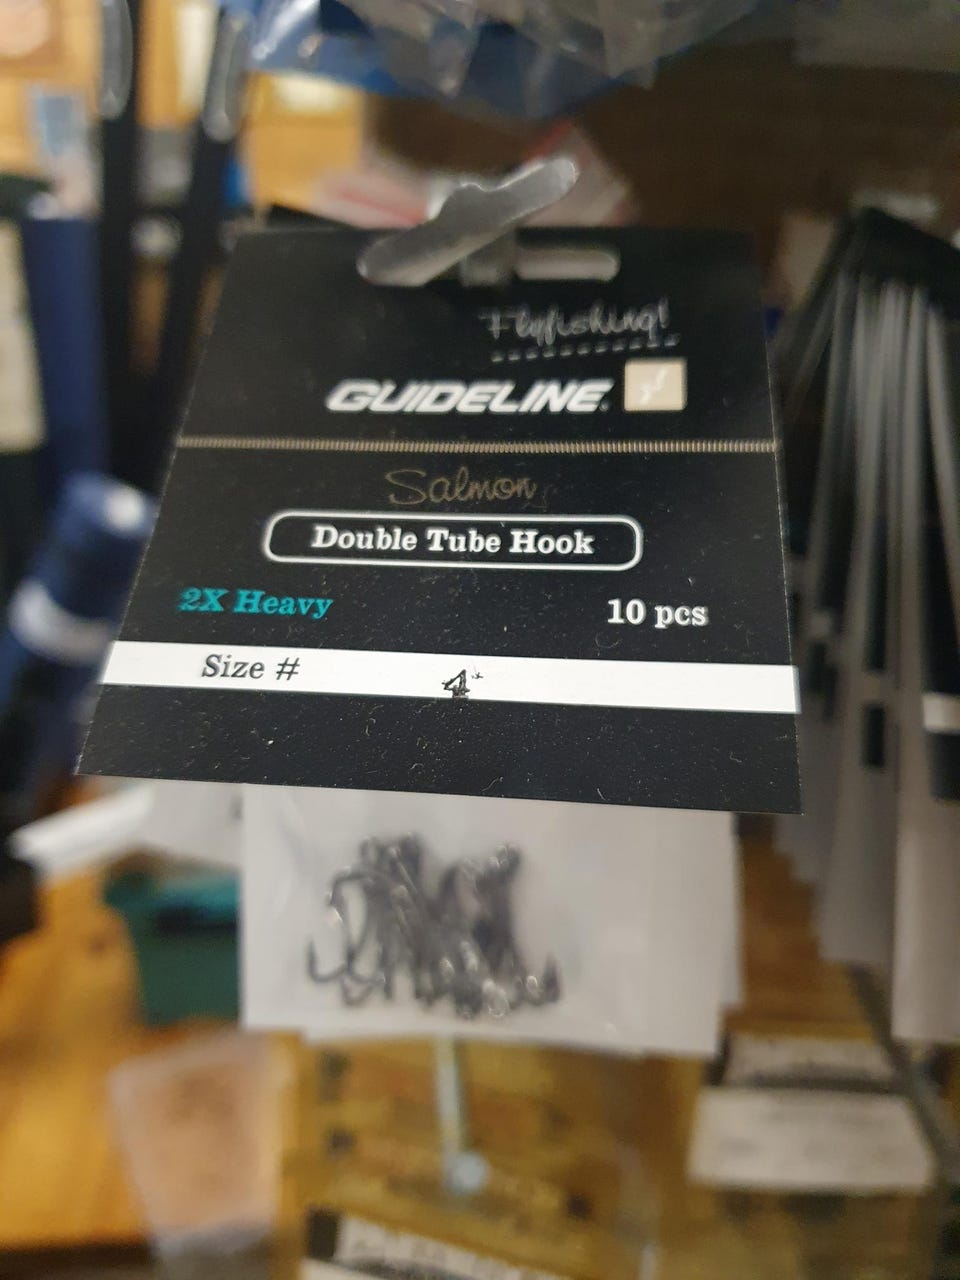 Flyfishing!
GUIDELINE
Salmon
Double Tube Hook
2X Heavy
10 pcs
Size # 4